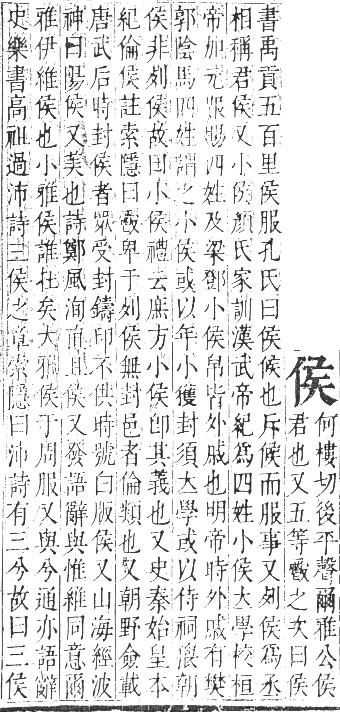 侯
何樓切後平聲爾雅公侯
君也又五等爵之次曰侯
書禹貢五百里侯服孔氏曰侯候也斥候而服事又列侯為丞
相稱君侯又小侯顏氏家訓漢武帝紀為四姓小侯大學校桓
帝加元服賜四姓及梁鄧小侯帛皆外戚也明帝時外戚有樊
郭陰馬四姓謂之小侯或以年小獲封須大學或以侍祠猥朝
侯非列侯故曰小侯禮云庶方小侯卽其義也又史秦始皇本
紀倫侯註索隱曰爵卑于列侯無封邑者倫類也又朝野僉載
唐武后時封侯者眾受封鑄印不供時號白版侯又山海經波
神曰陽侯又美也詩鄭風洵直且侯又發語辭與惟維同意爾
雅伊維侯也小雅侯誰在矣大雅侯于周服又與兮通亦語辭
史樂書高祖過沛詩三侯之章索隱曰沛詩有三兮故曰三侯